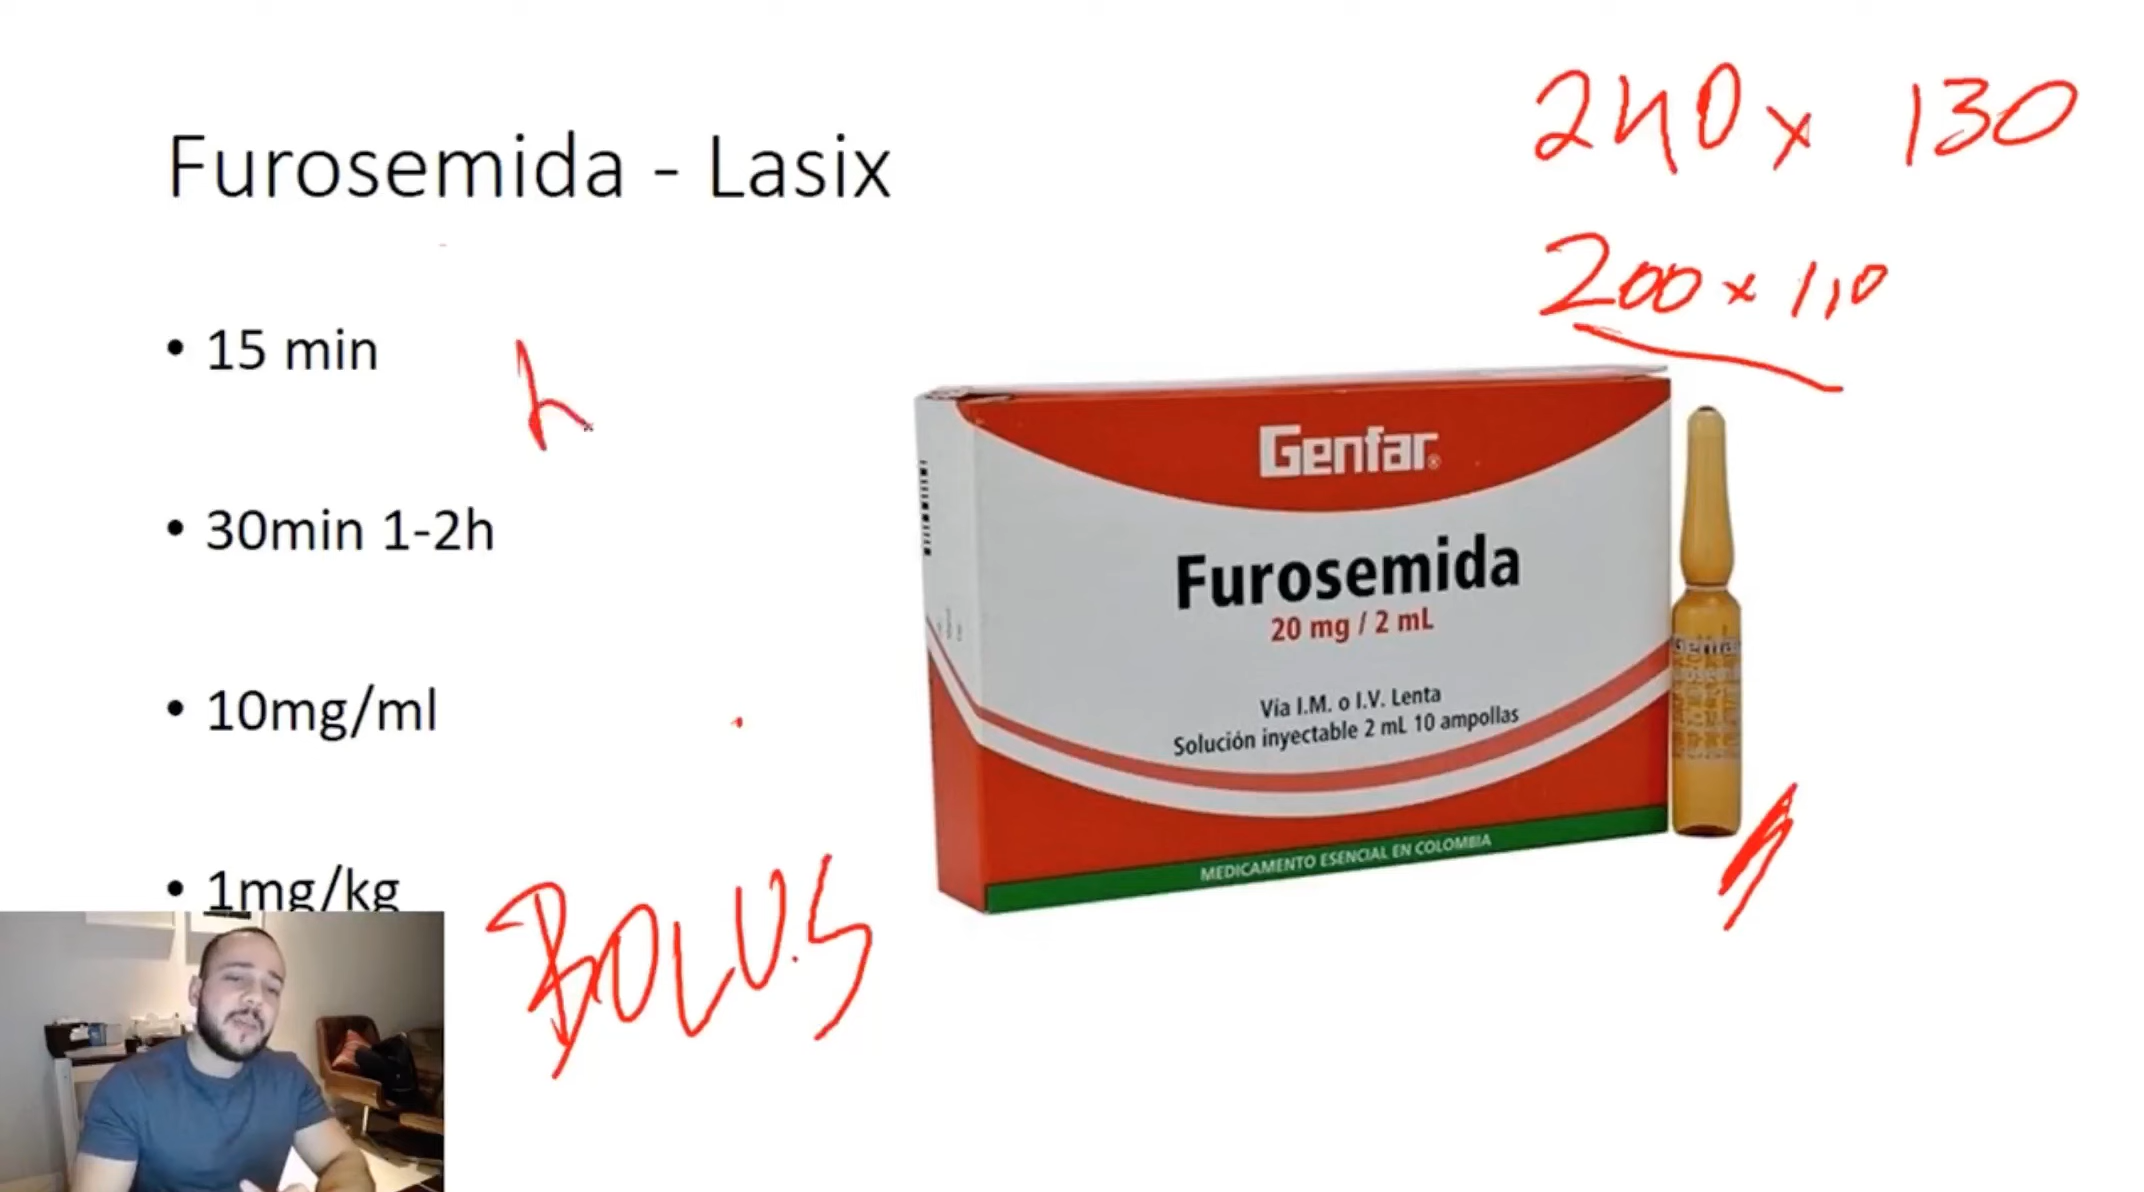 Furosemida - Lasix
240 x 130
200 x 110
• 15 min
• 30min 1-2h
• 10mg/ml
• 1mg/kg
BOLUS
Genfar
Furosemida
20 mg / 2 mL
Vía I.M. o I.V. Lenta
Solución inyectable 2 mL 10 ampollas
MEDICAMENTO ESENCIAL EN COLOMBIA